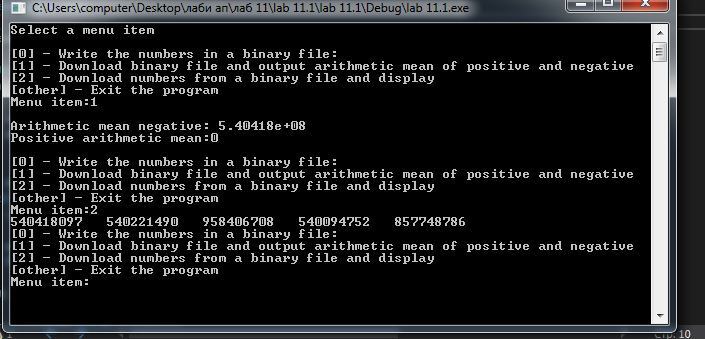 C:\Users\computer\Desktop\лаби ап\лаб 11\lab 11.1\lab 11.1\Debug\lab 11.1.exe
Select a menu item
[0] - Write the numbers in a binary file:
[1] - Download binary file and output arithmetic mean of positive and negative
[2] - Download numbers from a binary file and display
[other] - Exit the program
Menu item:1
Arithmetic mean negative: 5.40418e+08
Positive arithmetic mean:0
[0] - Write the numbers in a binary file:
[1] - Download binary file and output arithmetic mean of positive and negative
[2] - Download numbers from a binary file and display
[other] - Exit the program
Menu item:2
540418097 540221490 958406708 540094752 857748786
[0] - Write the numbers in a binary file:
[1] - Download binary file and output arithmetic mean of positive and negative
[2] - Download numbers from a binary file and display
[other] - Exit the program
Menu item:
Стр. 10